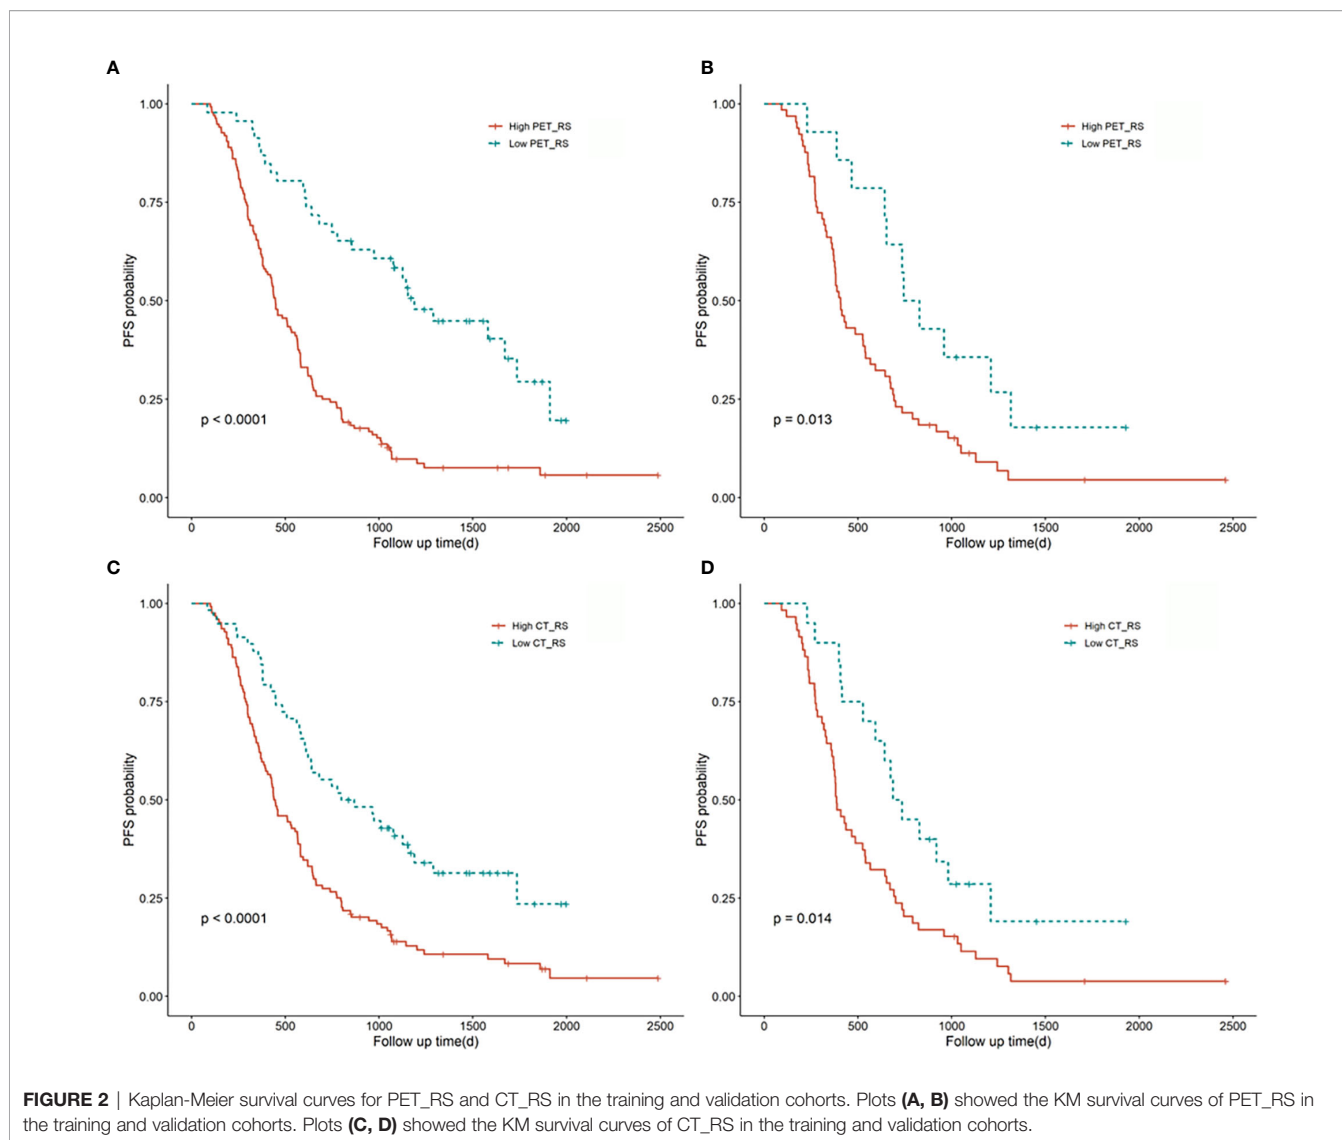 A
1.00
0.75
0.50
0.25
0.00
PFS probability
High PET_RS
Low PET_RS
p < 0.0001
0 500 1000 1500 2000 2500
Follow up time(d)
B
1.00
0.75
0.50
0.25
0.00
PFS probability
High PET_RS
Low PET_RS
p = 0.013
0 500 1000 1500 2000 2500
Follow up time(d)
C
1.00
0.75
0.50
0.25
0.00
PFS probability
High CT_RS
Low CT_RS
p < 0.0001
0 500 1000 1500 2000 2500
Follow up time(d)
D
1.00
0.75
0.50
0.25
0.00
PFS probability
High CT_RS
Low CT_RS
p = 0.014
0 500 1000 1500 2000 2500
Follow up time(d)
FIGURE 2 | Kaplan-Meier survival curves for PET_RS and CT_RS in the training and validation cohorts. Plots (A, B) showed the KM survival curves of PET_RS in
the training and validation cohorts. Plots (C, D) showed the KM survival curves of CT_RS in the training and validation cohorts.